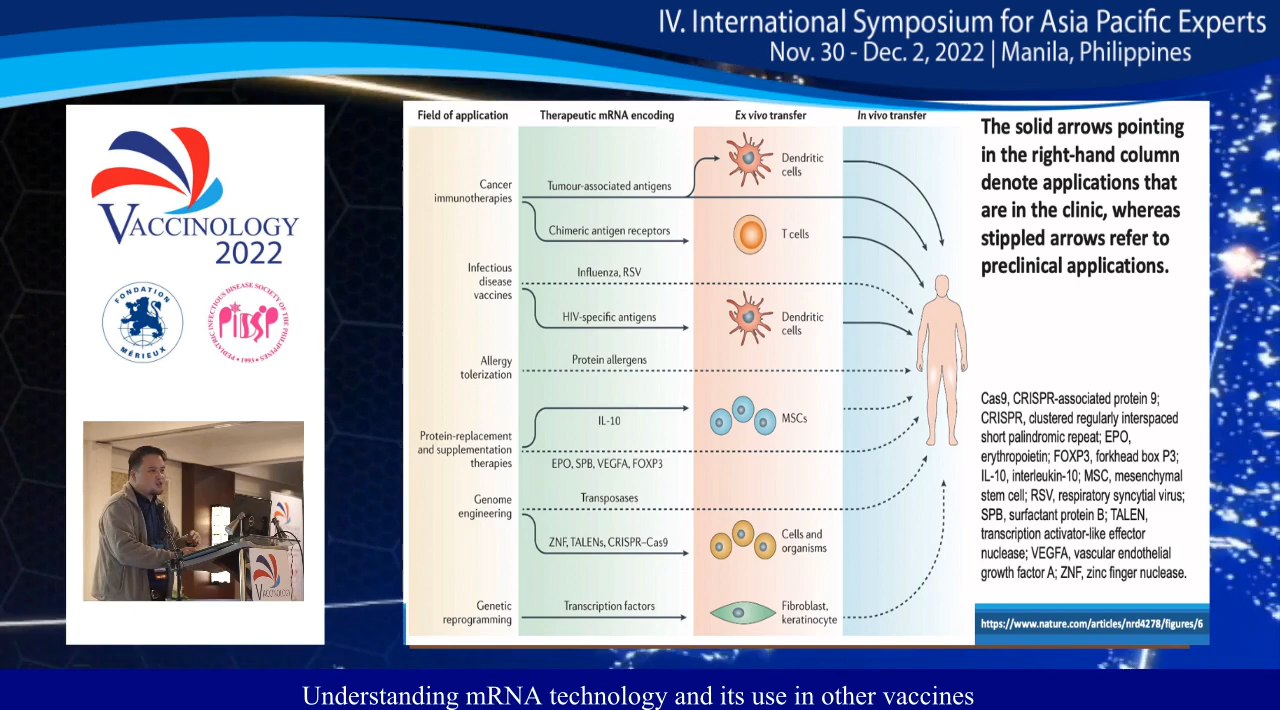 IV. International Symposium for Asia Pacific Experts
Nov. 30 - Dec. 2, 2022 | Manila, Philippines
VACCINOLOGY
2022
FONDATION
MÉRIEUX
PEDIATRIC INFECTIOUS DISEASE SOCIETY OF THE PHILIPPINES
PIDSP
• 1993 •
VACCINOLOGY
Field of application
Therapeutic mRNA encoding
Ex vivo transfer
In vivo transfer
Cancer
immunotherapies
Tumour-associated antigens
Dendritic
cells
Chimeric antigen receptors
T cells
Infectious
disease
vaccines
Influenza, RSV
HIV-specific antigens
Dendritic
cells
Allergy
tolerization
Protein allergens
Protein-replacement
and supplementation
therapies
IL-10
MSCs
EPO, SPB, VEGFA, FOXP3
Genome
engineering
Transposases
ZNF, TALENs, CRISPR–Cas9
Cells and
organisms
Genetic
reprogramming
Transcription factors
Fibroblast,
keratinocyte
The solid arrows pointing
in the right-hand column
denote applications that
are in the clinic, whereas
stippled arrows refer to
preclinical applications.
Cas9, CRISPR-associated protein 9;
CRISPR, clustered regularly interspaced
short palindromic repeat; EPO,
erythropoietin; FOXP3, forkhead box P3;
IL-10, interleukin-10; MSC, mesenchymal
stem cell; RSV, respiratory syncytial virus;
SPB, surfactant protein B; TALEN,
transcription activator-like effector
nuclease; VEGFA, vascular endothelial
growth factor A; ZNF, zinc finger nuclease.
https://www.nature.com/articles/nrd4278/figures/6
Understanding mRNA technology and its use in other vaccines